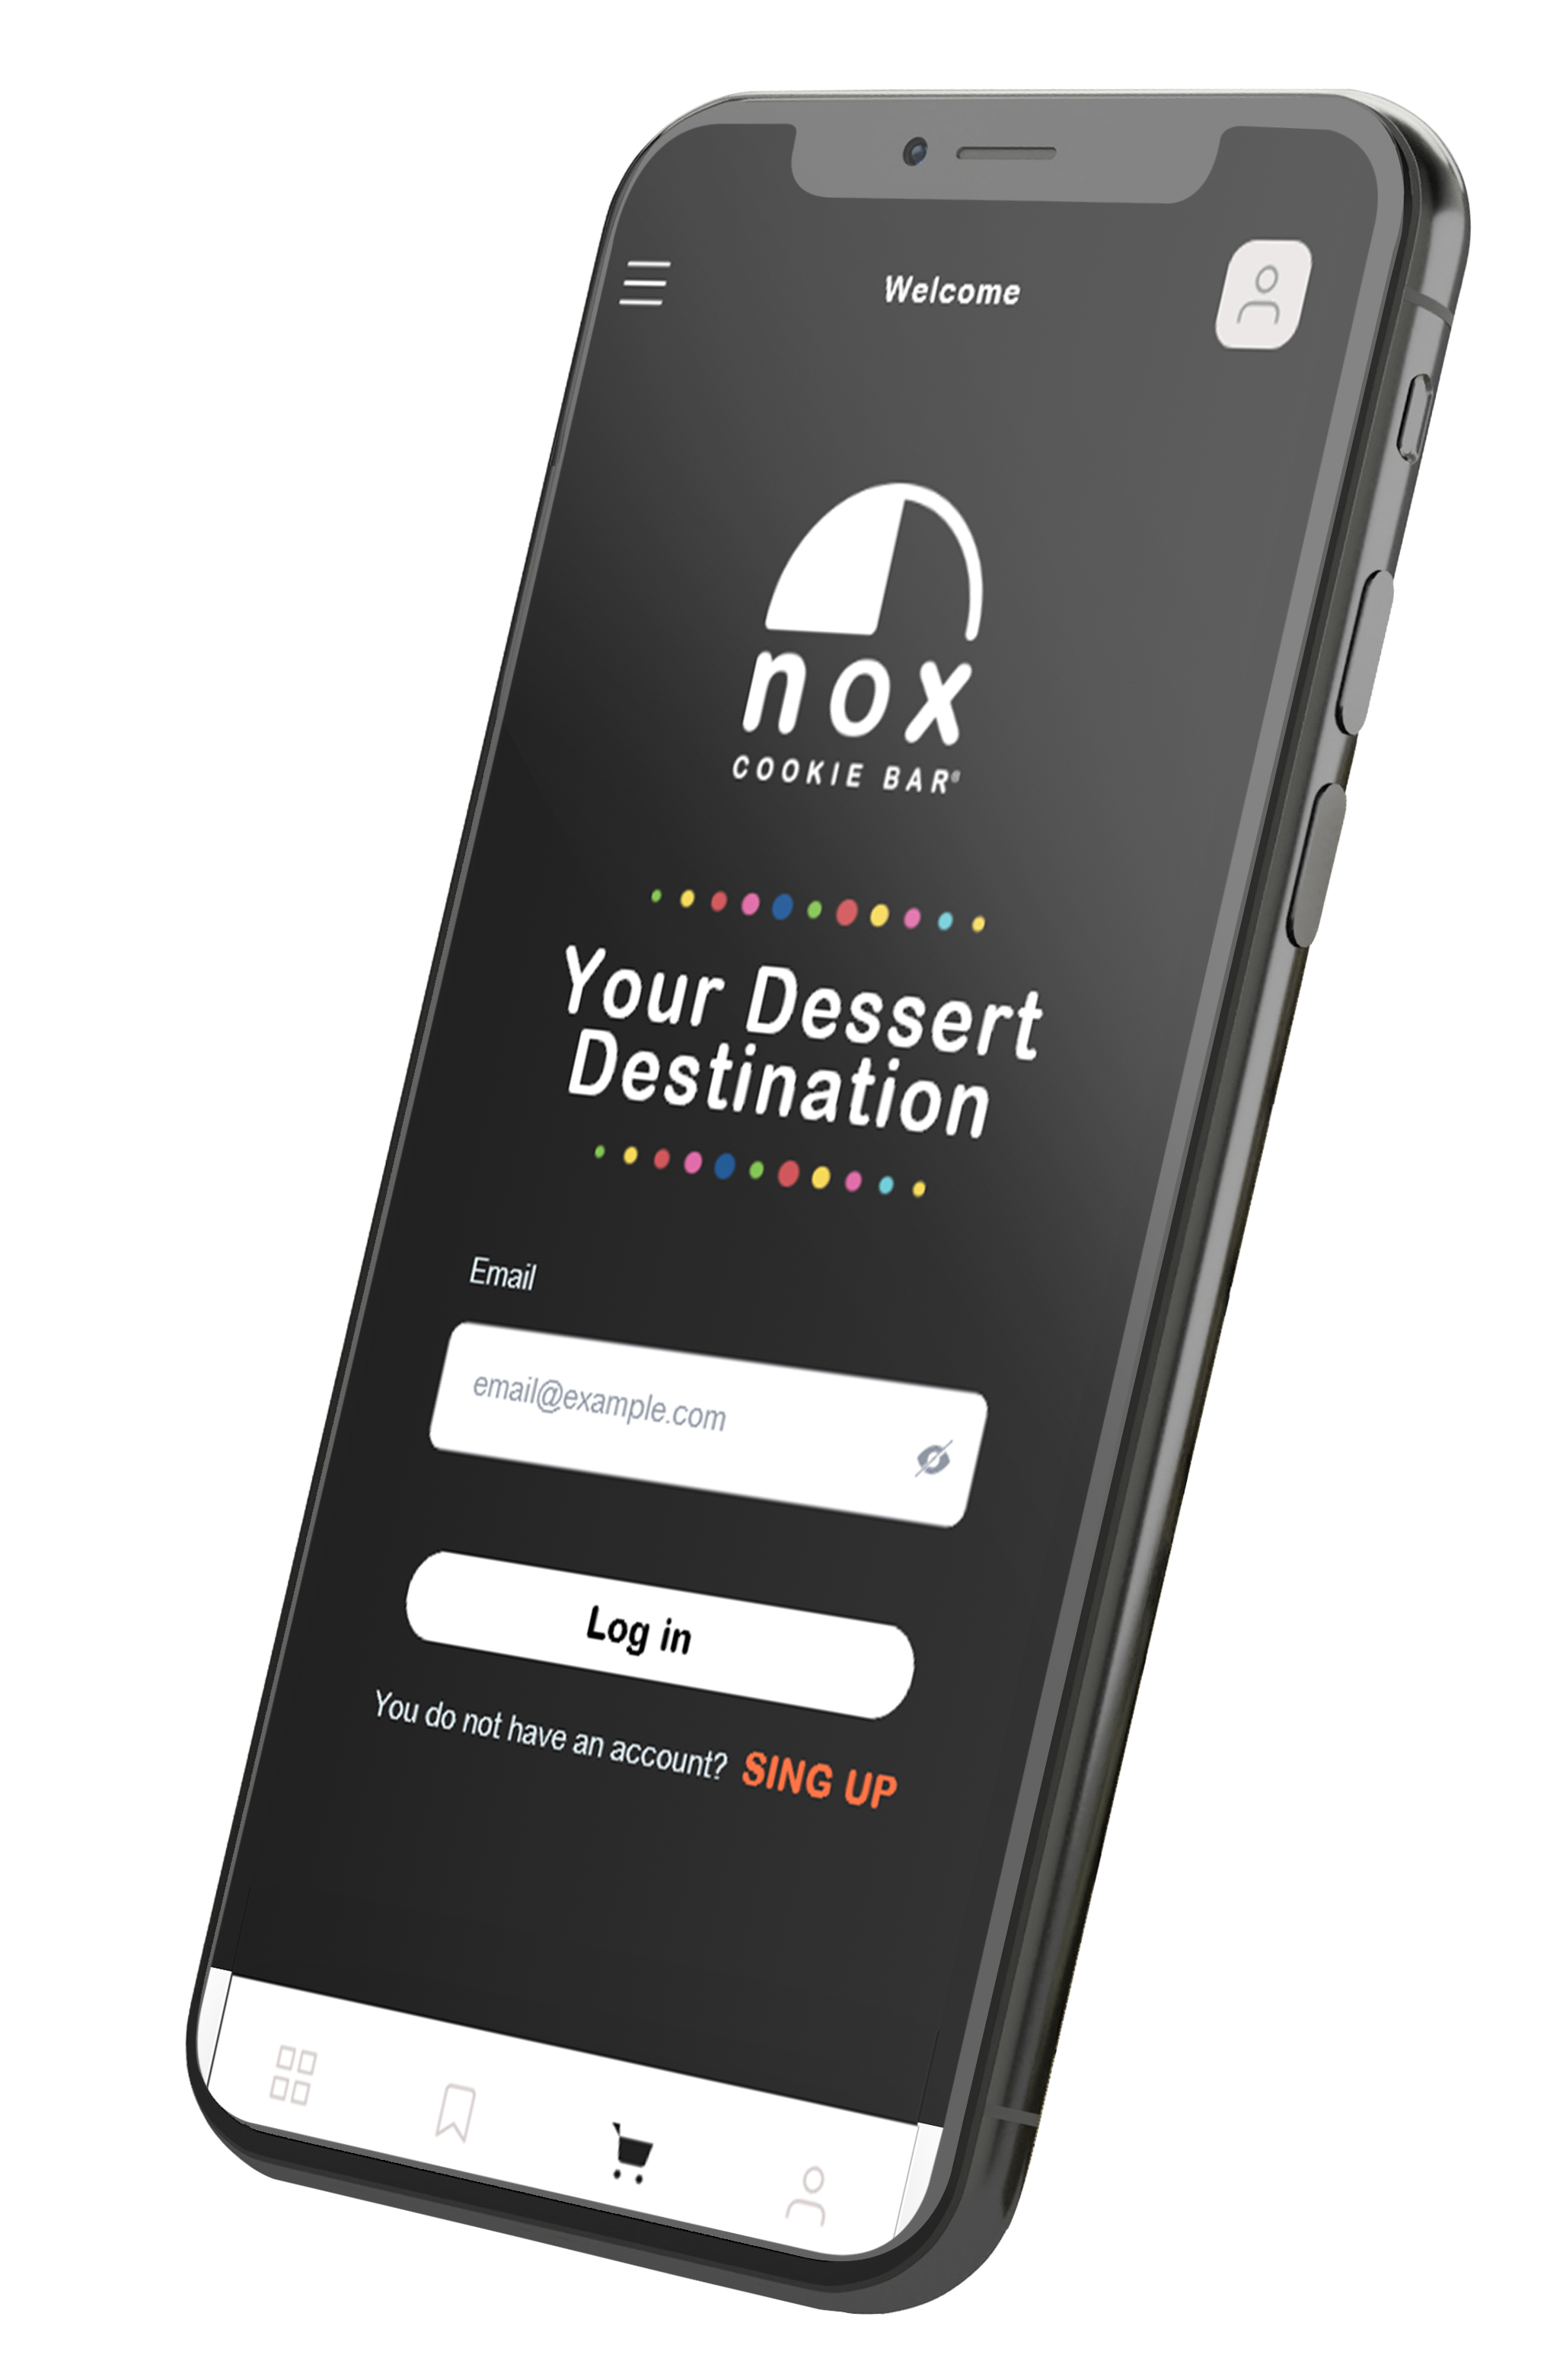 Welcome
nox
COOKIE BAR®
Your Dessert
Destination
Email
email@example.com
Log in
You do not have an account? SING UP